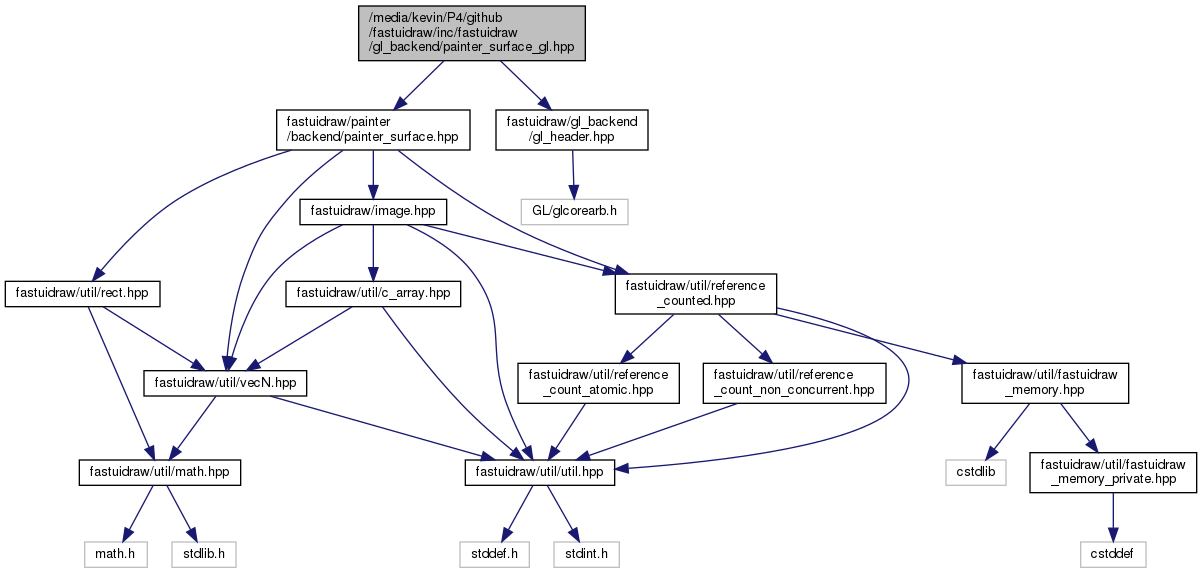 /media/kevin/P4/github
/fastuidraw/inc/fastuidraw
/gl_backend/painter_surface_gl.hpp
fastuidraw/painter
/backend/painter_surface.hpp
fastuidraw/gl_backend
/gl_header.hpp
fastuidraw/image.hpp
GL/glcorearb.h
fastuidraw/util/rect.hpp
fastuidraw/util/c_array.hpp
fastuidraw/util/reference
_counted.hpp
fastuidraw/util/vecN.hpp
fastuidraw/util/reference
_count_atomic.hpp
fastuidraw/util/reference
_count_non_concurrent.hpp
fastuidraw/util/fastuidraw
_memory.hpp
fastuidraw/util/math.hpp
fastuidraw/util/util.hpp
cstdlib
fastuidraw/util/fastuidraw
_memory_private.hpp
math.h
stdlib.h
stddef.h
stdint.h
cstddef